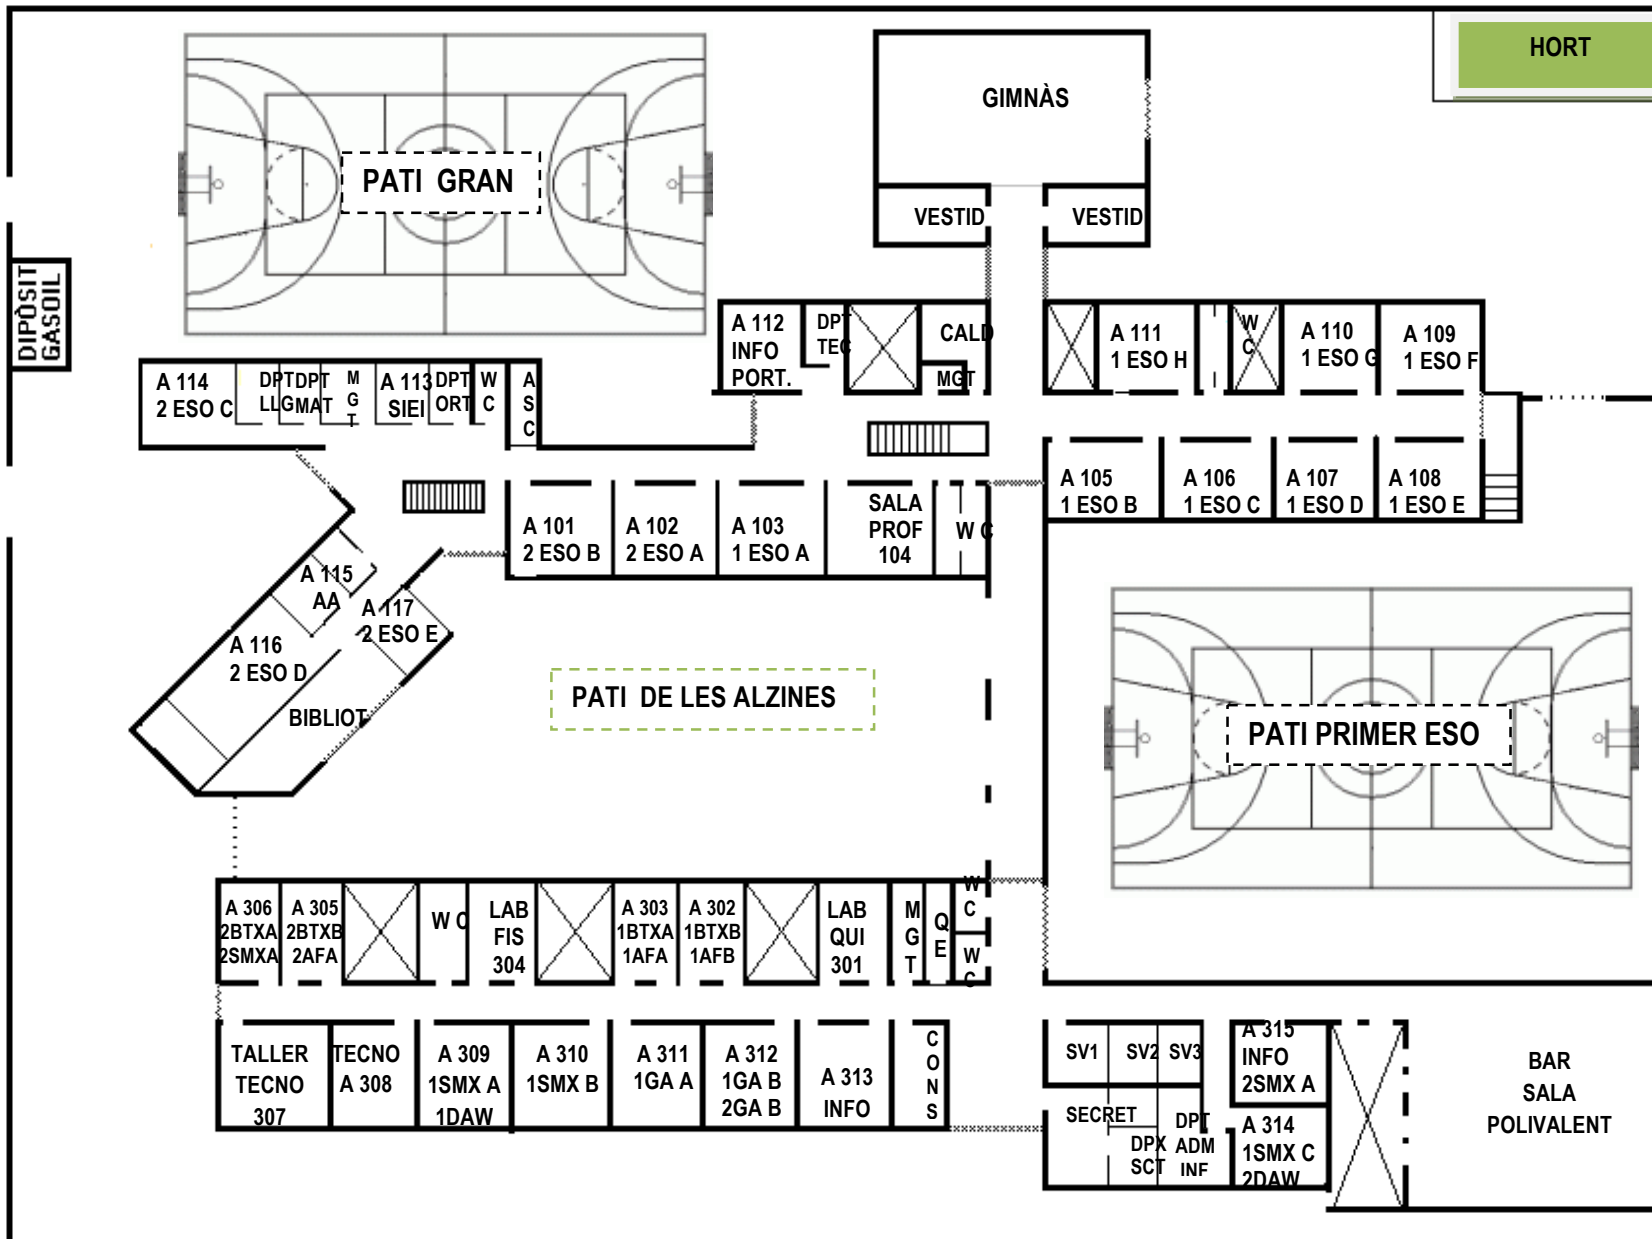 HORT
GIMNÀS
PATI GRAN
VESTID
VESTID
DIPÒSIT
GASOIL
A 112
INFO
PORT.
DPT
TEC
CALD
MGT
A 111
1 ESO H
W
C
A 110
1 ESO G
A 109
1 ESO F
A 114
2 ESO C
DPT
LLG
DPT
MAT
M
G
T
A 113
SIEI
DPT
ORT
W
C
A
S
C
A 101
2 ESO B
A 102
2 ESO A
A 103
1 ESO A
SALA
PROF
104
W C
A 105
1 ESO B
A 106
1 ESO C
A 107
1 ESO D
A 108
1 ESO E
A 115
AA
A 117
2 ESO E
A 116
2 ESO D
BIBLIOT
PATI DE LES ALZINES
PATI PRIMER ESO
A 306
2BTXA
2SMXA
A 305
2BTXB
2AFA
W C
LAB
FIS
304
A 303
1BTXA
1AFA
A 302
1BTXB
1AFB
LAB
QUI
301
M
G
T
Q
E
W
C
W
C
TALLER
TECNO
307
TECNO
A 308
A 309
1SMX A
1DAW
A 310
1SMX B
A 311
1GA A
A 312
1GA B
2GA B
A 313
INFO
C
O
N
S
SV1
SV2
SV3
SECRET
DPX
SCT
DPT
ADM
INF
A 315
INFO
2SMX A
A 314
1SMX C
2DAW
BAR
SALA
POLIVALENT